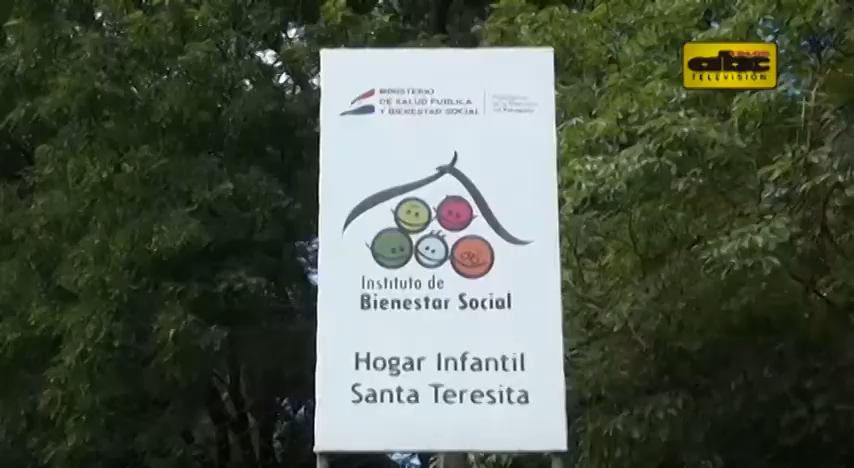 MINISTERIO
DE SALUD PUBLICA
Y BIENESTAR SOCIAL
Instituto de
Bienestar Social
Hogar Infantil
Santa Teresita
abc
TELEVISIÓN